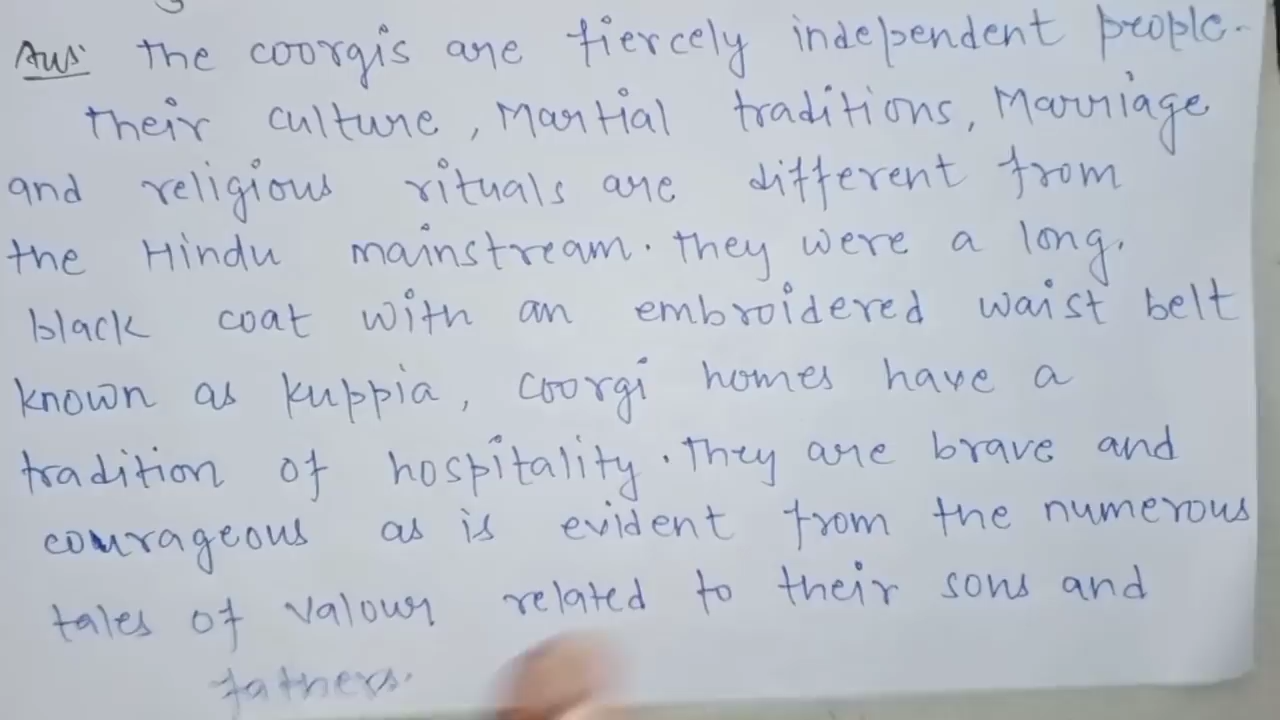 Ans: The coorgis are fiercely independent people.
Their culture, Martial traditions, Marriage
and religious rituals are different from
the Hindu mainstream. They were a long,
black coat with an embroidered waist belt
known as kuppia, coorgi homes have a
tradition of hospitality. They are brave and
courageous as is evident from the numerous
tales of valour related to their sons and
fathers.